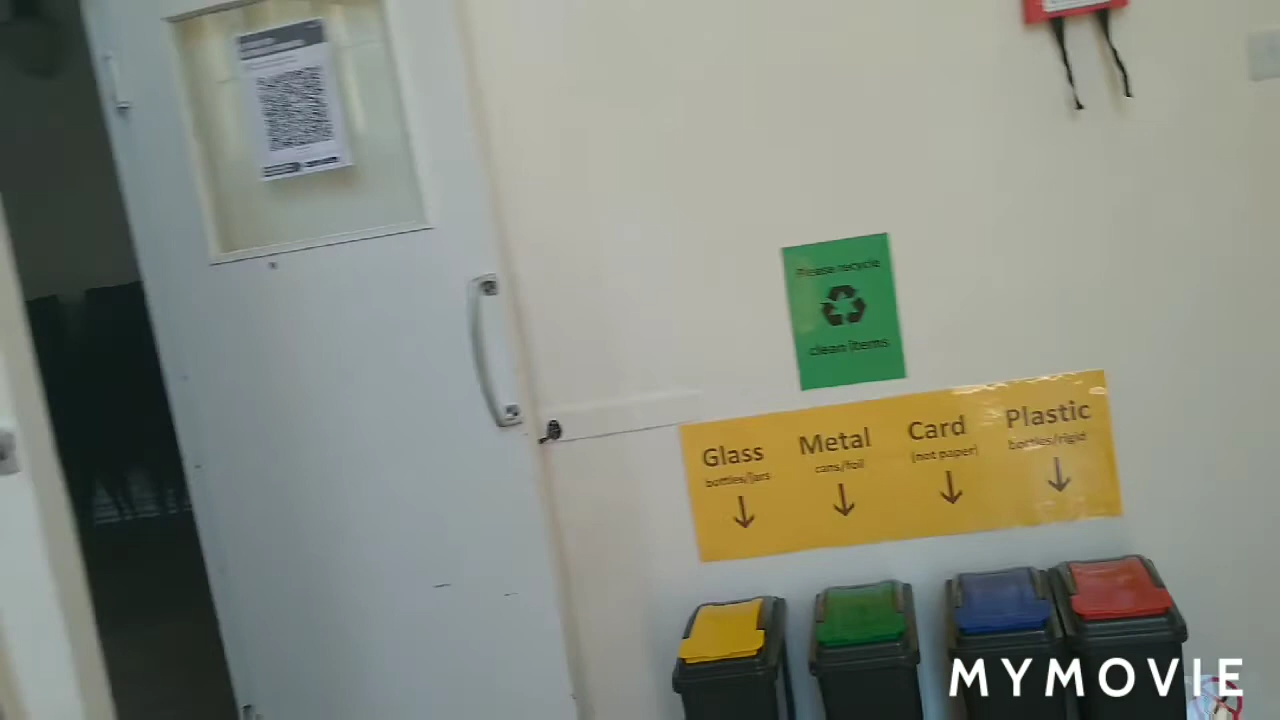 Please recycle
clean items
Glass
bottles/jars
Metal
cans/foil
Card
(not paper)
Plastic
bottles/rigid
MYMOVIE